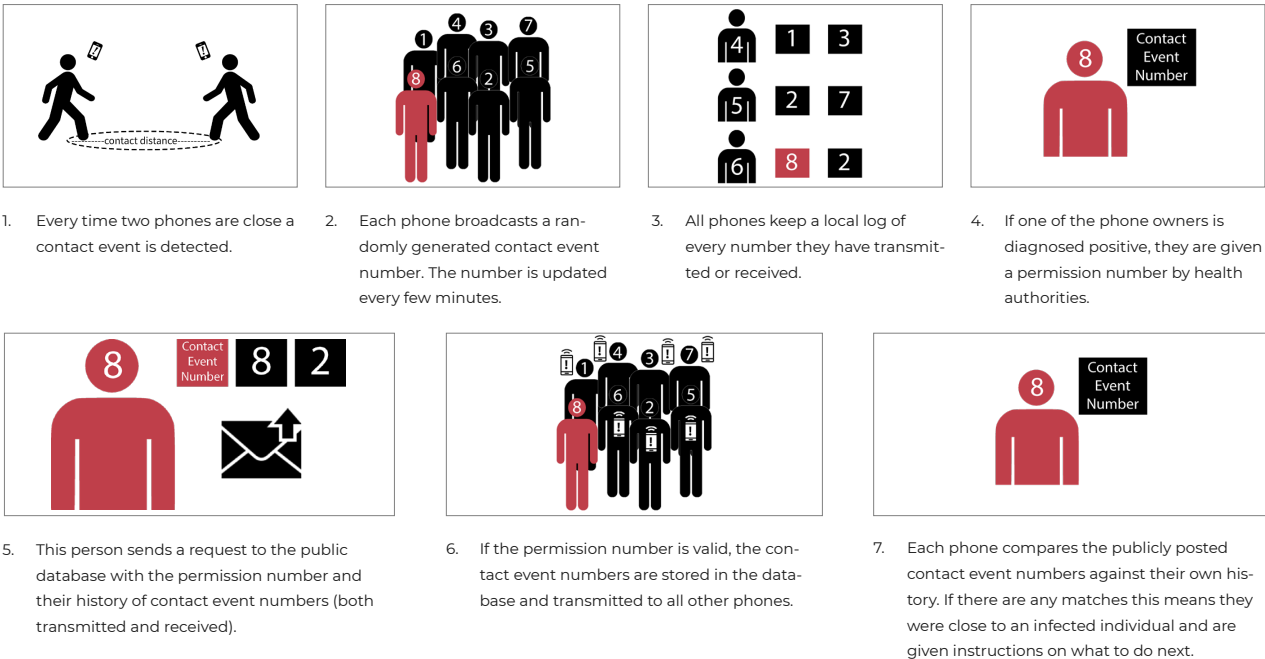 contact distance
1
4
3
7
8
6
2
5
4 1 3
5 2 7
6 8 2
8
Contact
Event
Number
1. Every time two phones are close a
contact event is detected.
2. Each phone broadcasts a ran-
domly generated contact event
number. The number is updated
every few minutes.
3. All phones keep a local log of
every number they have transmit-
ted or received.
4. If one of the phone owners is
diagnosed positive, they are given
a permission number by health
authorities.
8
Contact
Event
Number
8 2
1
4
3
7
8
6
2
5
8
Contact
Event
Number
5. This person sends a request to the public
database with the permission number and
their history of contact event numbers (both
transmitted and received).
6. If the permission number is valid, the con-
tact event numbers are stored in the data-
base and transmitted to all other phones.
7. Each phone compares the publicly posted
contact event numbers against their own his-
tory. If there are any matches this means they
were close to an infected individual and are
given instructions on what to do next.